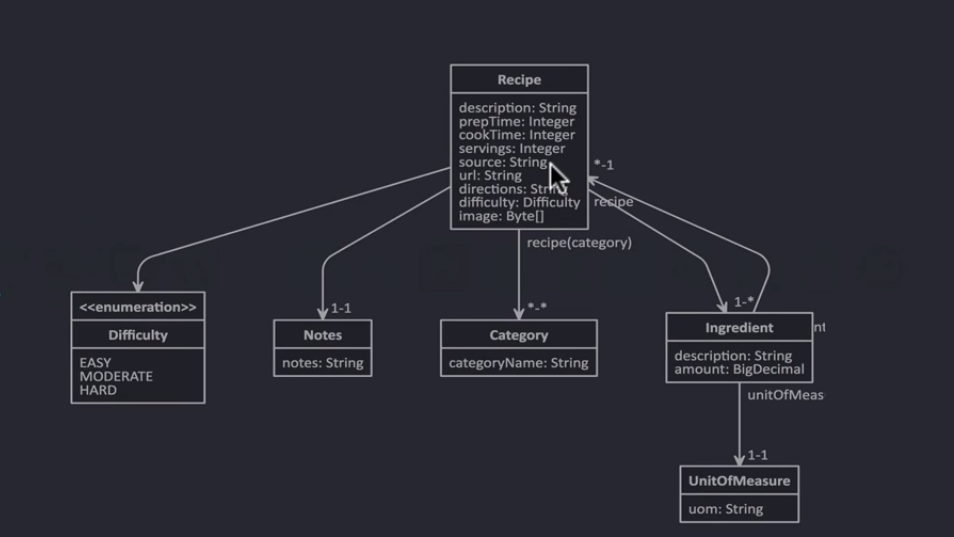 Recipe
description: String
prepTime: Integer
cookTime: Integer
servings: Integer
source: String
url: String
directions: String
difficulty: Difficulty
image: Byte[]
*-1
recipe
recipe(category)
<<enumeration>>
Difficulty
EASY
MODERATE
HARD
1-1
Notes
notes: String
*-*
Category
categoryName: String
1-*
Ingredient
nt
description: String
amount: BigDecimal
unitOfMeas
1-1
UnitOfMeasure
uom: String